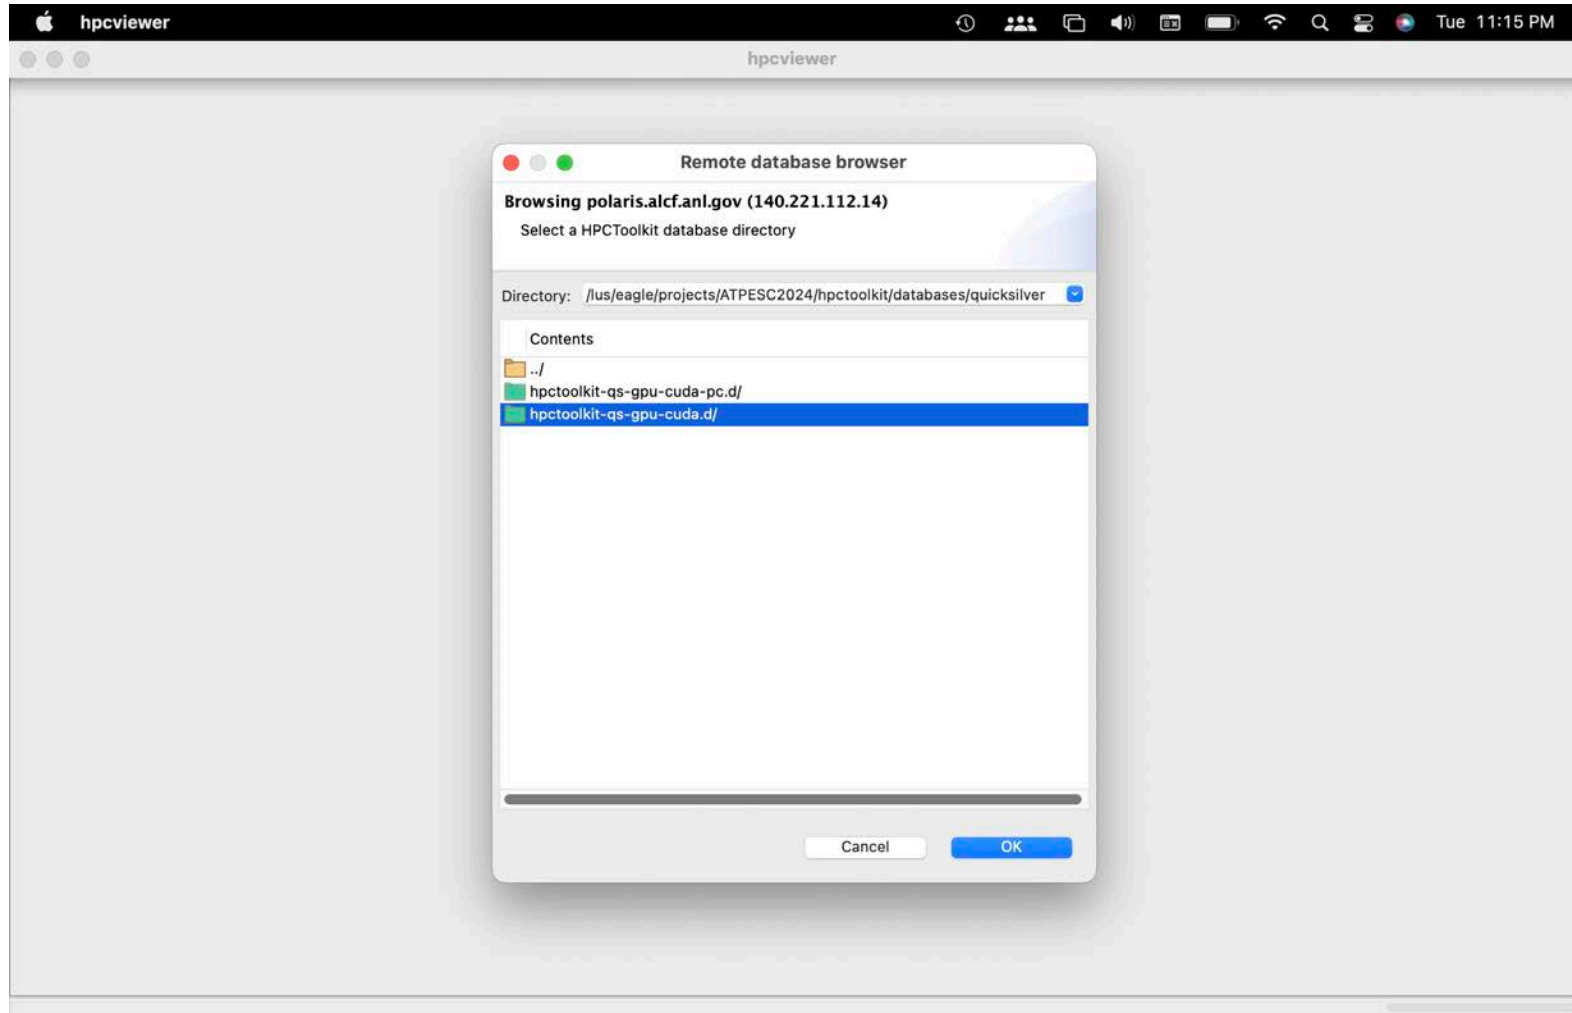 hpcviewer
Tue 11:15 PM
hpcviewer
Remote database browser
Browsing polaris.alcf.anl.gov (140.221.112.14)
Select a HPCToolkit database directory
Directory: /lus/eagle/projects/ATPESC2024/hpctoolkit/databases/quicksilver
Contents
../
hpctoolkit-qs-gpu-cuda-pc.d/
hpctoolkit-qs-gpu-cuda.d/
Cancel OK